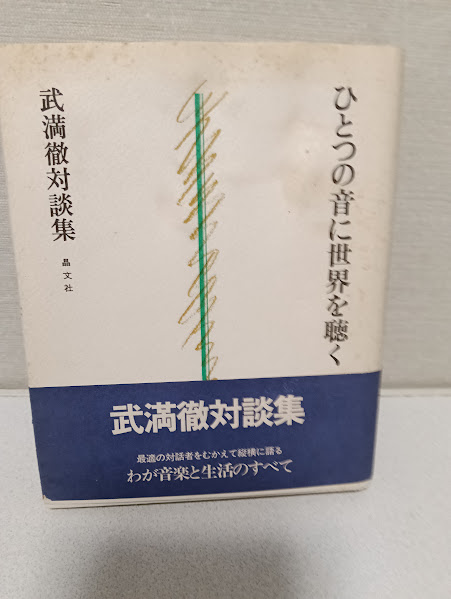 ひとつの音に世界を聴く
武満徹対談集
晶文社
武満徹対談集
最適の対話者をむかえて縦横に語る
わが音楽と生活のすべて